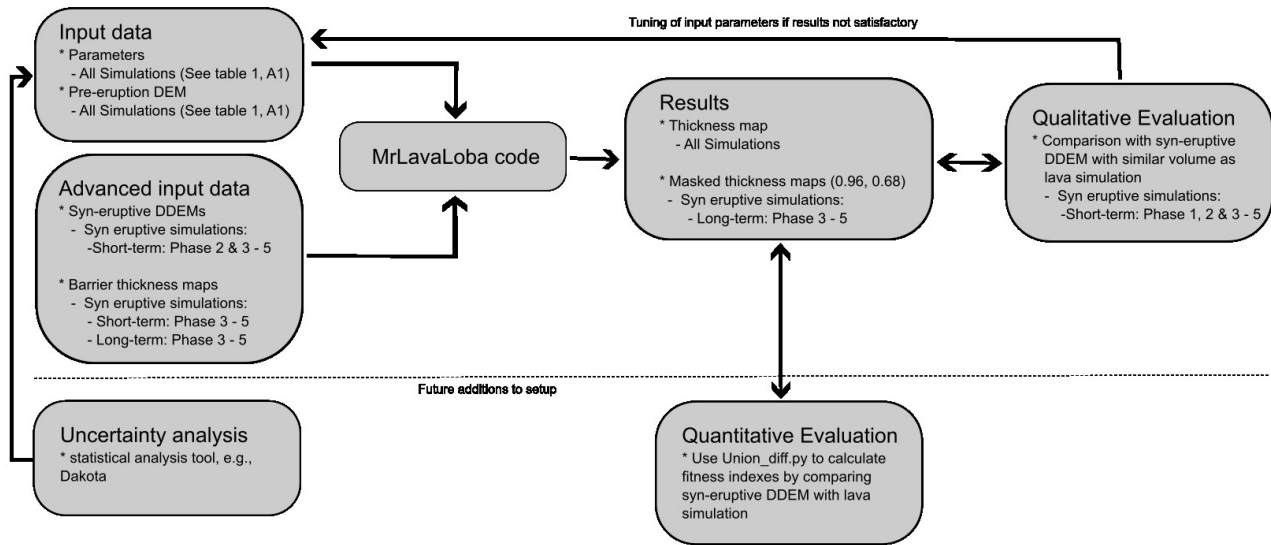 Tuning of input parameters if results not satisfactory
Input data
* Parameters
- All Simulations (See table 1, A1)
* Pre-eruption DEM
- All Simulations (See table 1, A1)
Advanced input data
* Syn-eruptive DDEMs
- Syn eruptive simulations:
-Short-term: Phase 2 & 3 - 5
* Barrier thickness maps
- Syn eruptive simulations:
- Short-term: Phase 3 - 5
- Long-term: Phase 3 - 5
MrLavaLoba code
Results
* Thickness map
- All Simulations
* Masked thickness maps (0.96, 0.68)
- Syn eruptive simulations:
- Long-term: Phase 3 - 5
Qualitative Evaluation
* Comparison with syn-eruptive
DDEM with similar volume as
lava simulation
- Syn eruptive simulations:
-Short-term: Phase 1, 2 & 3 - 5
Future additions to setup
Uncertainty analysis
* statistical analysis tool, e.g.,
Dakota
Quantitative Evaluation
* Use Union_diff.py to calculate
fitness indexes by comparing
syn-eruptive DDEM with lava
simulation